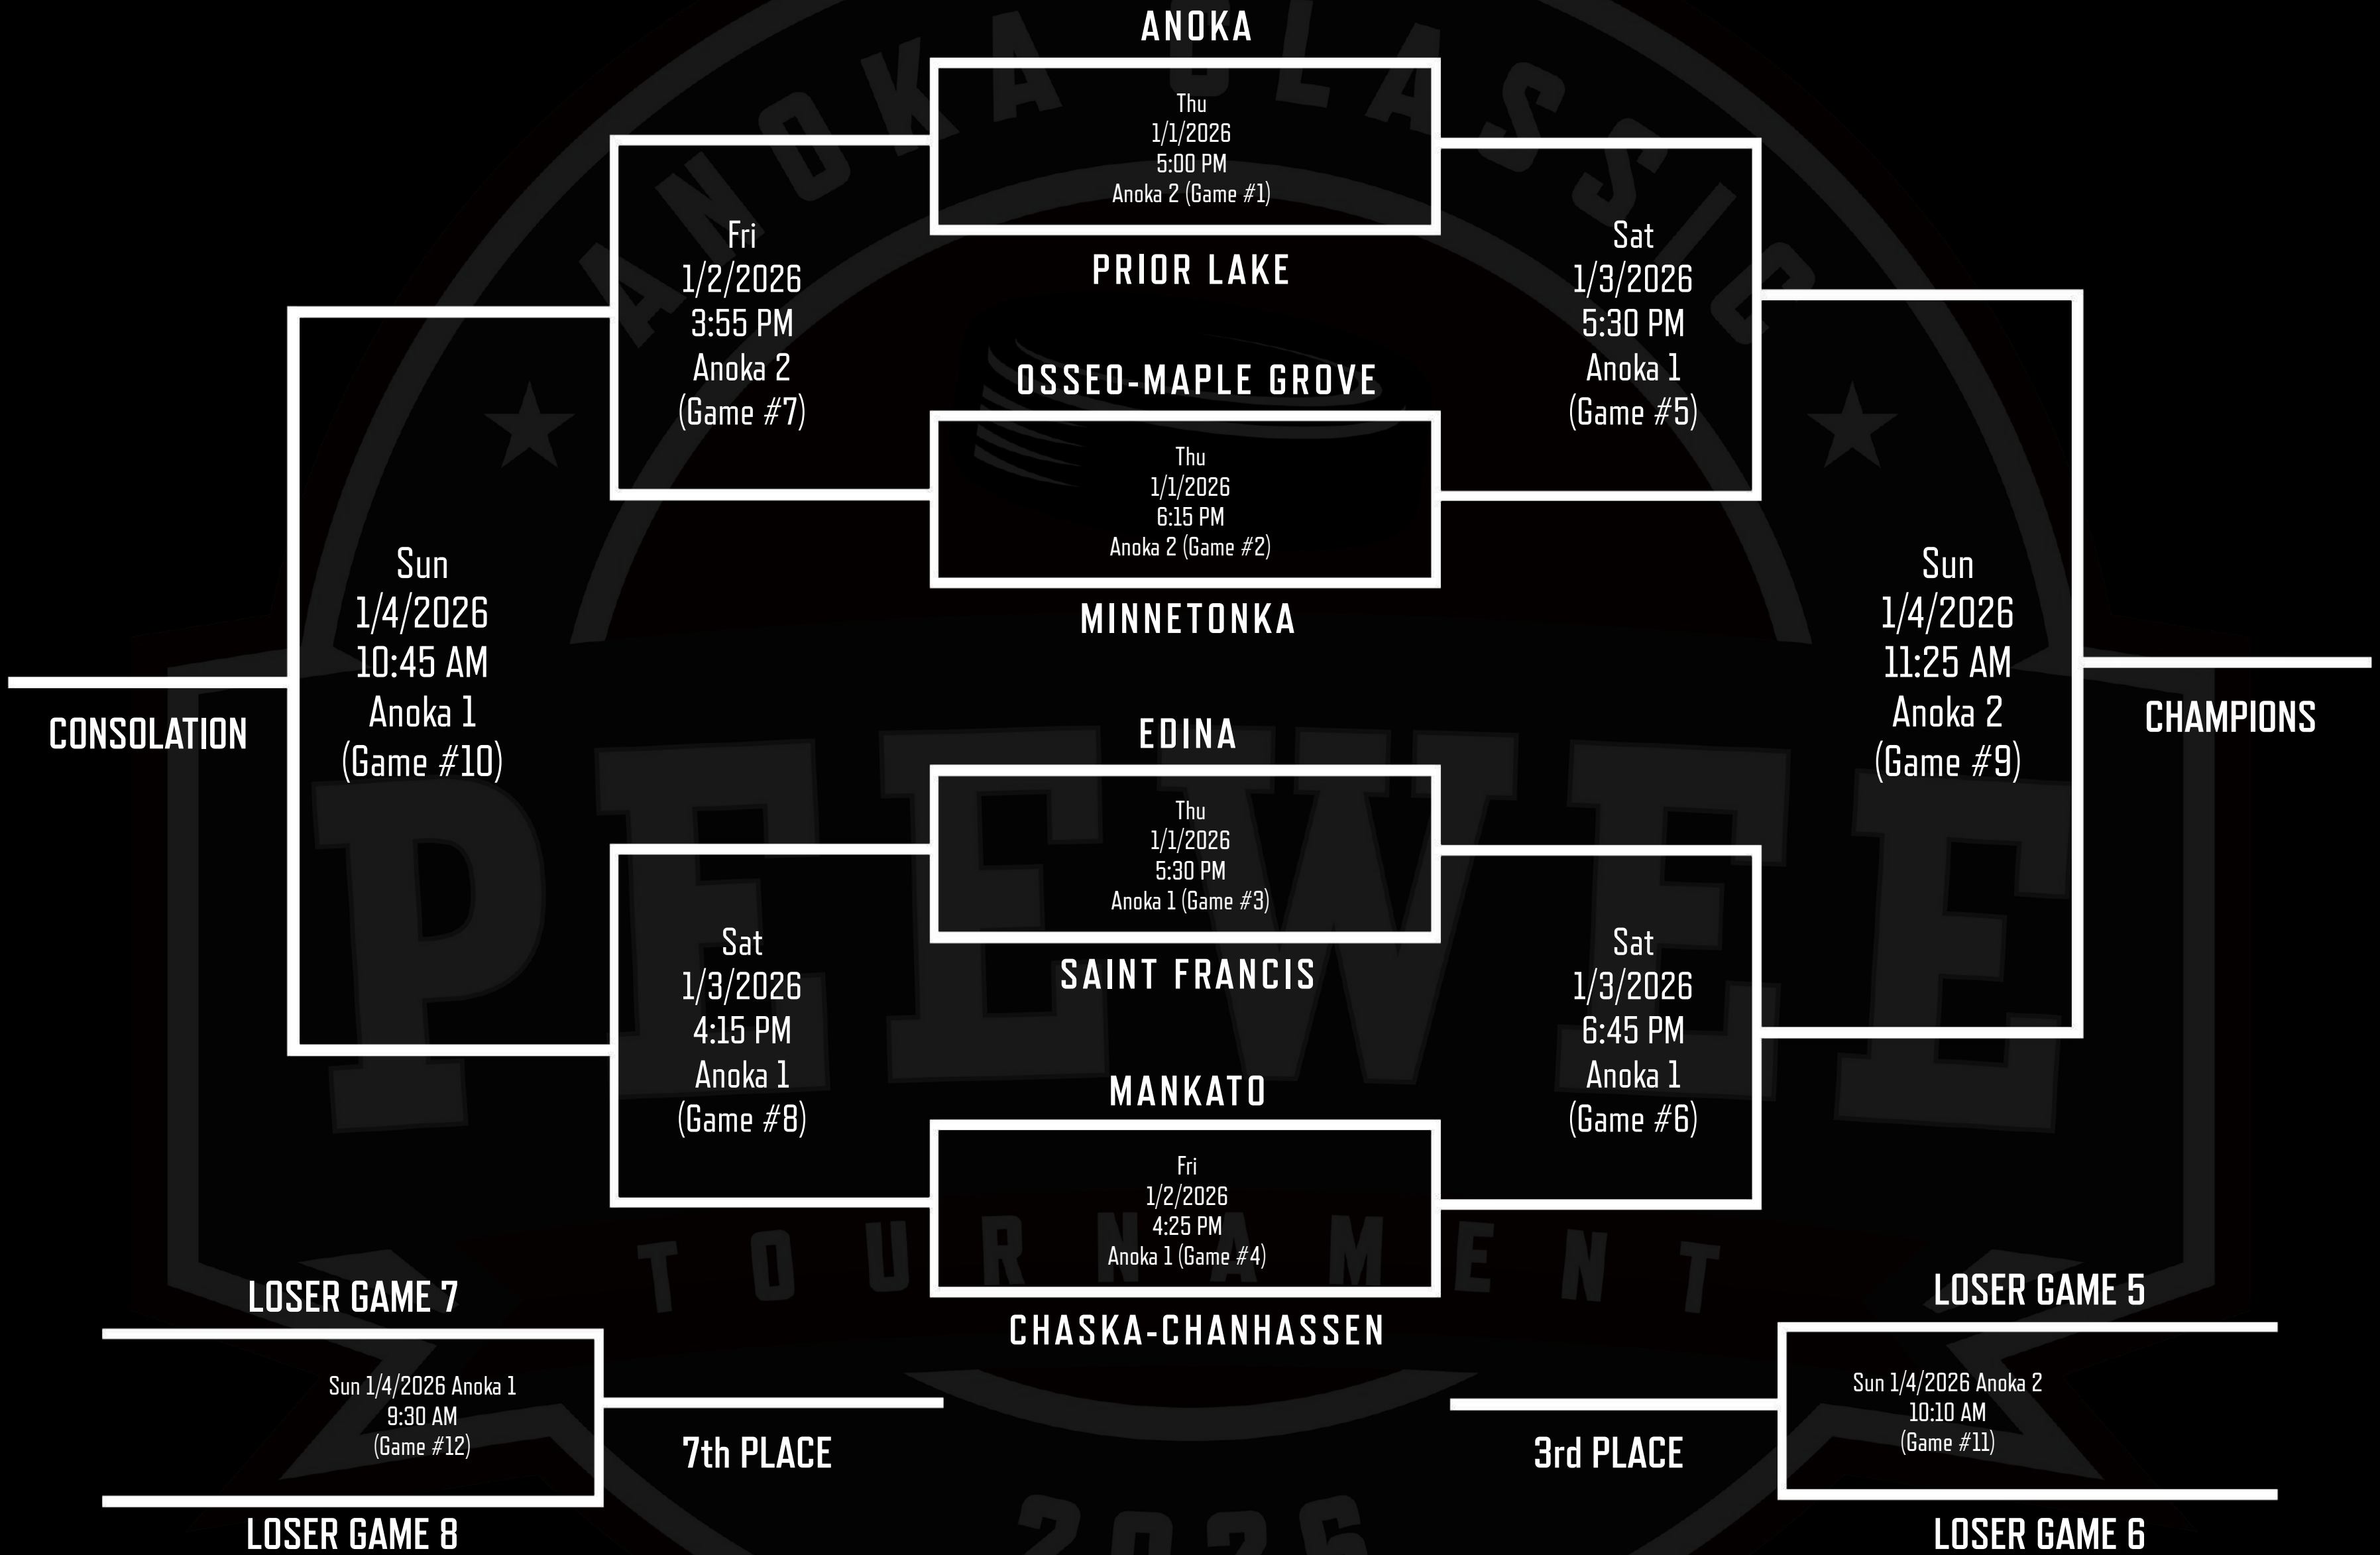 ANOKA CLASSIC
PEEWEE
TOURNAMENT
2026
ANOKA
Thu
1/1/2026
5:00 PM
Anoka 2 (Game #1)
PRIOR LAKE
OSSEO-MAPLE GROVE
Thu
1/1/2026
6:15 PM
Anoka 2 (Game #2)
MINNETONKA
EDINA
Thu
1/1/2026
5:30 PM
Anoka 1 (Game #3)
SAINT FRANCIS
MANKATO
Fri
1/2/2026
4:25 PM
Anoka 1 (Game #4)
CHASKA-CHANHASSEN
Fri
1/2/2026
3:55 PM
Anoka 2
(Game #7)
Sat
1/3/2026
4:15 PM
Anoka 1
(Game #8)
Sun
1/4/2026
10:45 AM
Anoka 1
(Game #10)
CONSOLATION
Sat
1/3/2026
5:30 PM
Anoka 1
(Game #5)
Sat
1/3/2026
6:45 PM
Anoka 1
(Game #6)
Sun
1/4/2026
11:25 AM
Anoka 2
(Game #9)
CHAMPIONS
LOSER GAME 7
Sun 1/4/2026 Anoka 1
9:30 AM
(Game #12)
LOSER GAME 8
7th PLACE
LOSER GAME 5
Sun 1/4/2026 Anoka 2
10:10 AM
(Game #11)
LOSER GAME 6
3rd PLACE